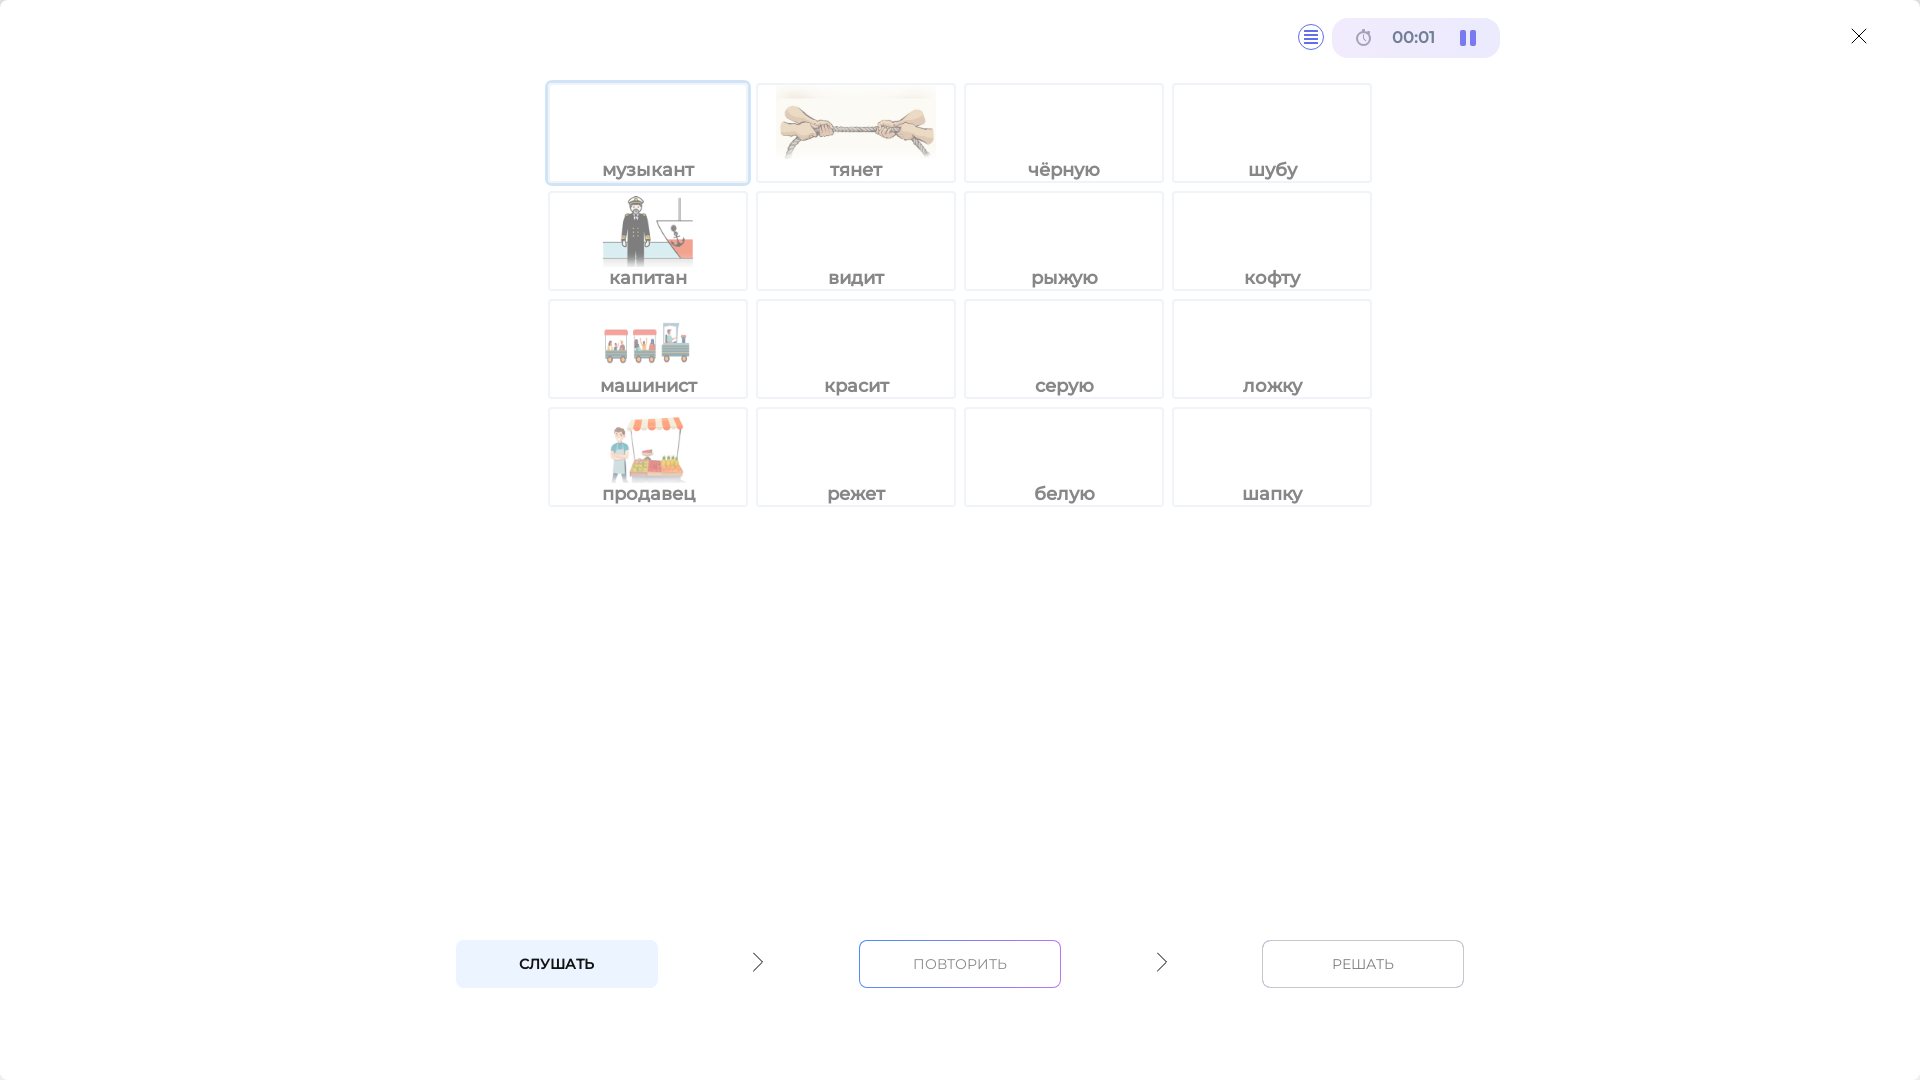 00:01
музыкант тянет чёрную шубу
капитан видит рыжую кофту
машинист красит серую ложку
продавец режет белую шапку
СЛУШАТЬ ПОВТОРИТЬ РЕШАТЬ